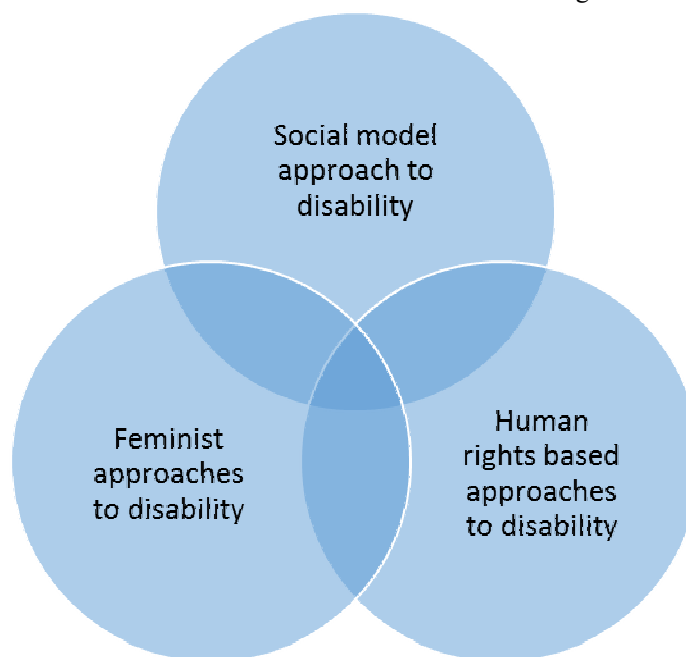 Social model
approach to
disability
Feminist
approaches
to disability
Human
rights based
approaches
to disability